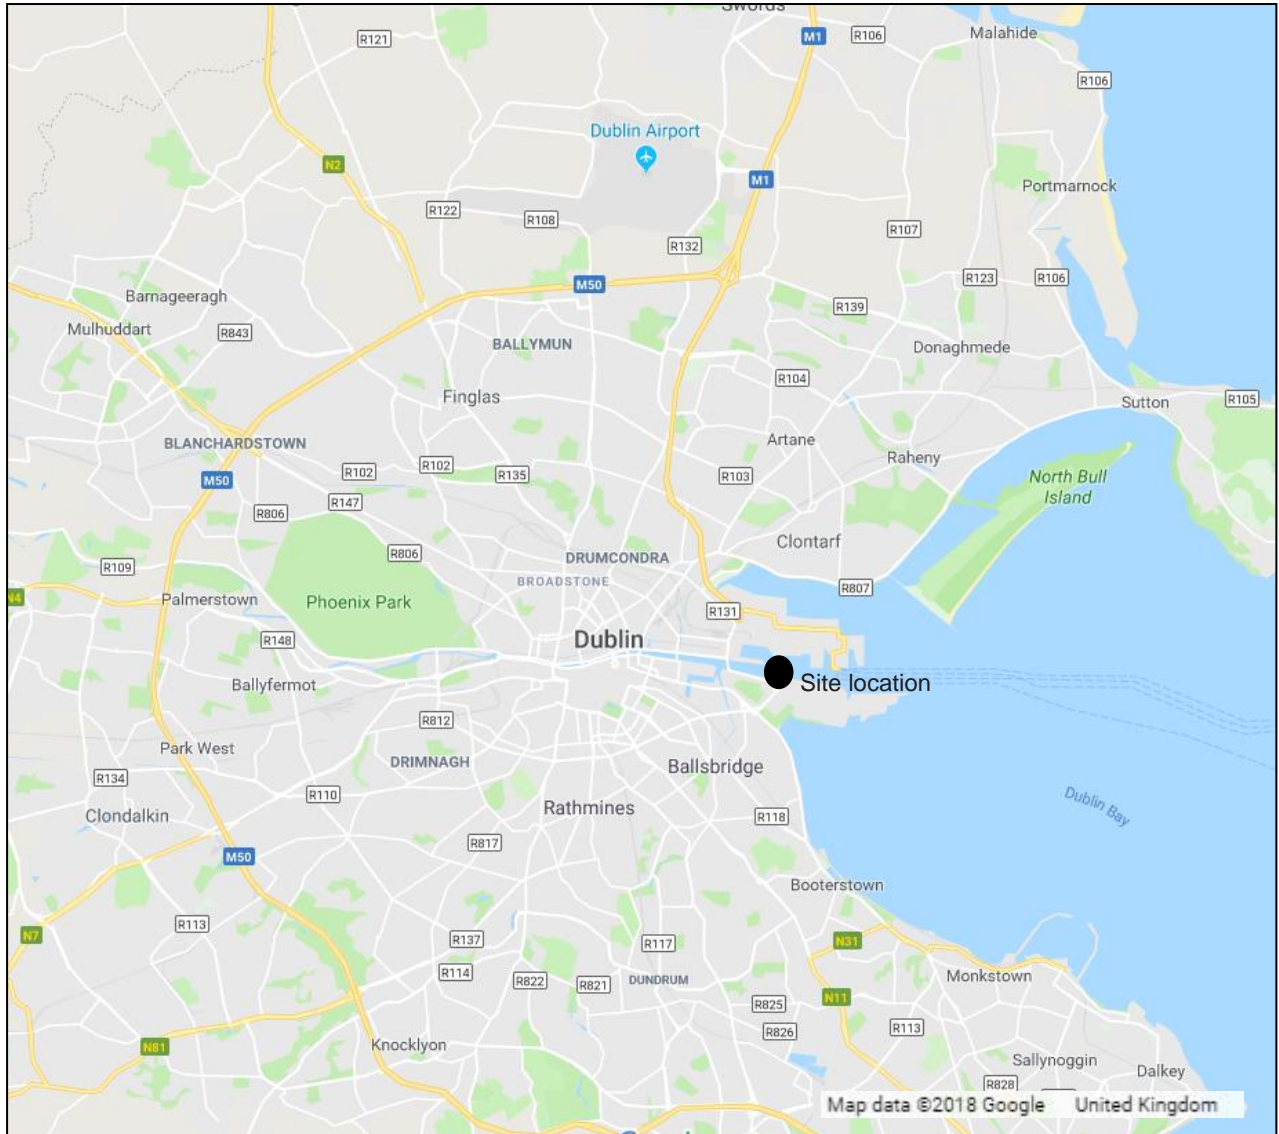 Swords
R121
M1
R106
Malahide
R106
Dublin Airport
N2
M1
Portmarnock
R122
R108
R107
R132
M50
R123
R106
Barnageeragh
R139
Mulhuddart
R843
BALLYMUN
Donaghmede
R104
Finglas
Sutton
R105
BLANCHARDSTOWN
Artane
Raheny
R102
R102
R135
R103
North Bull
Island
M50
R147
R806
Clontarf
R806
DRUMCONDRA
R109
BROADSTONE
R807
N4
Palmerstown
Phoenix Park
R131
R148
Dublin
Ballyfermot
Site location
R812
Park West
DRIMNAGH
Ballsbridge
R134
R110
Rathmines
Dublin Bay
Clondalkin
R118
R817
M50
Booterstown
R113
N7
R137
R117
N31
R114
R822
R821
DUNDRUM
Monkstown
R825
N11
R826
R113
N81
Knocklyon
Sallynoggin
Dalkey
R828
Map data ©2018 Google United Kingdom